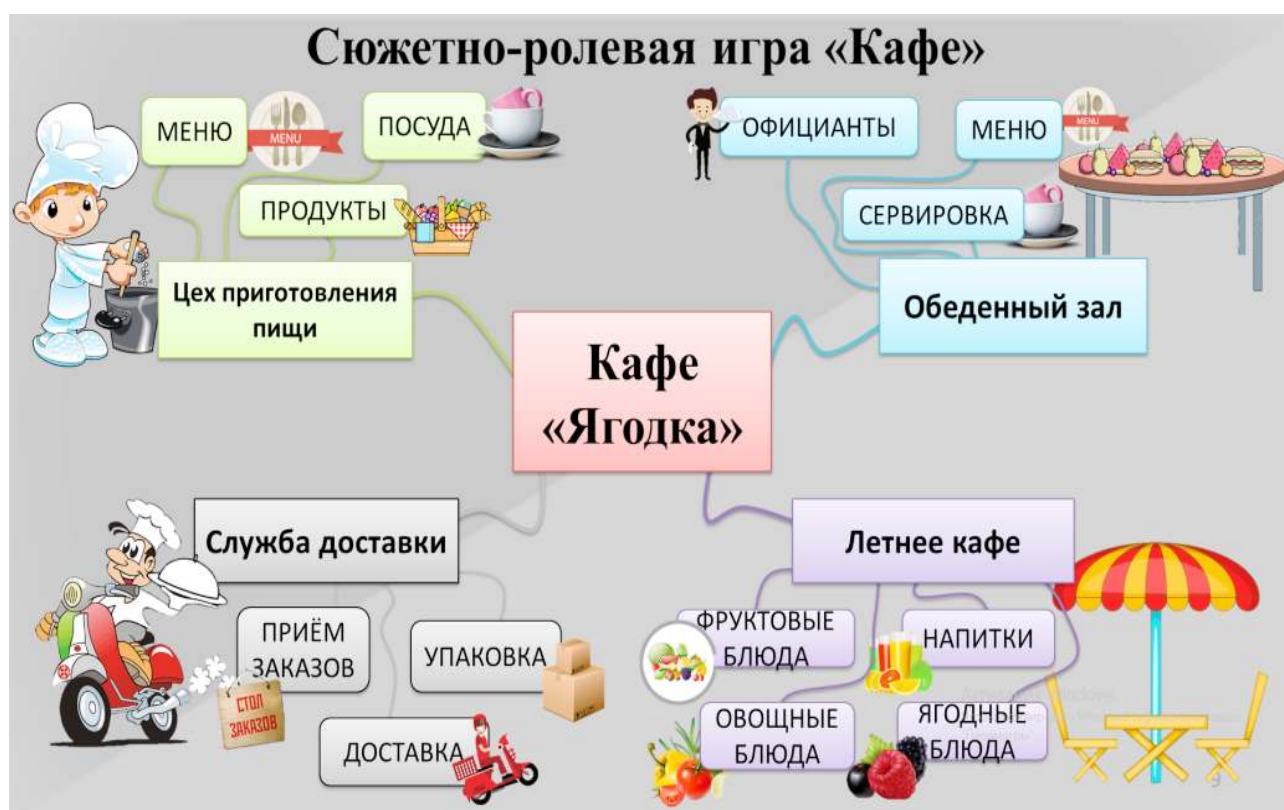 Сюжетно-ролевая игра «Кафе»
МЕНЮ
MENU
ПОСУДА
ПРОДУКТЫ
Цех приготовления
пищи
ОФИЦИАНТЫ
МЕНЮ
MENU
СЕРВИРОВКА
Обеденный зал
Кафе
«Ягодка»
Служба доставки
ПРИЁМ
ЗАКАЗОВ
СТОЛ
ЗАКАЗОВ
УПАКОВКА
ДОСТАВКА
Летнее кафе
ФРУКТОВЫЕ
БЛЮДА
НАПИТКИ
ОВОЩНЫЕ
БЛЮДА
ЯГОДНЫЕ
БЛЮДА
9